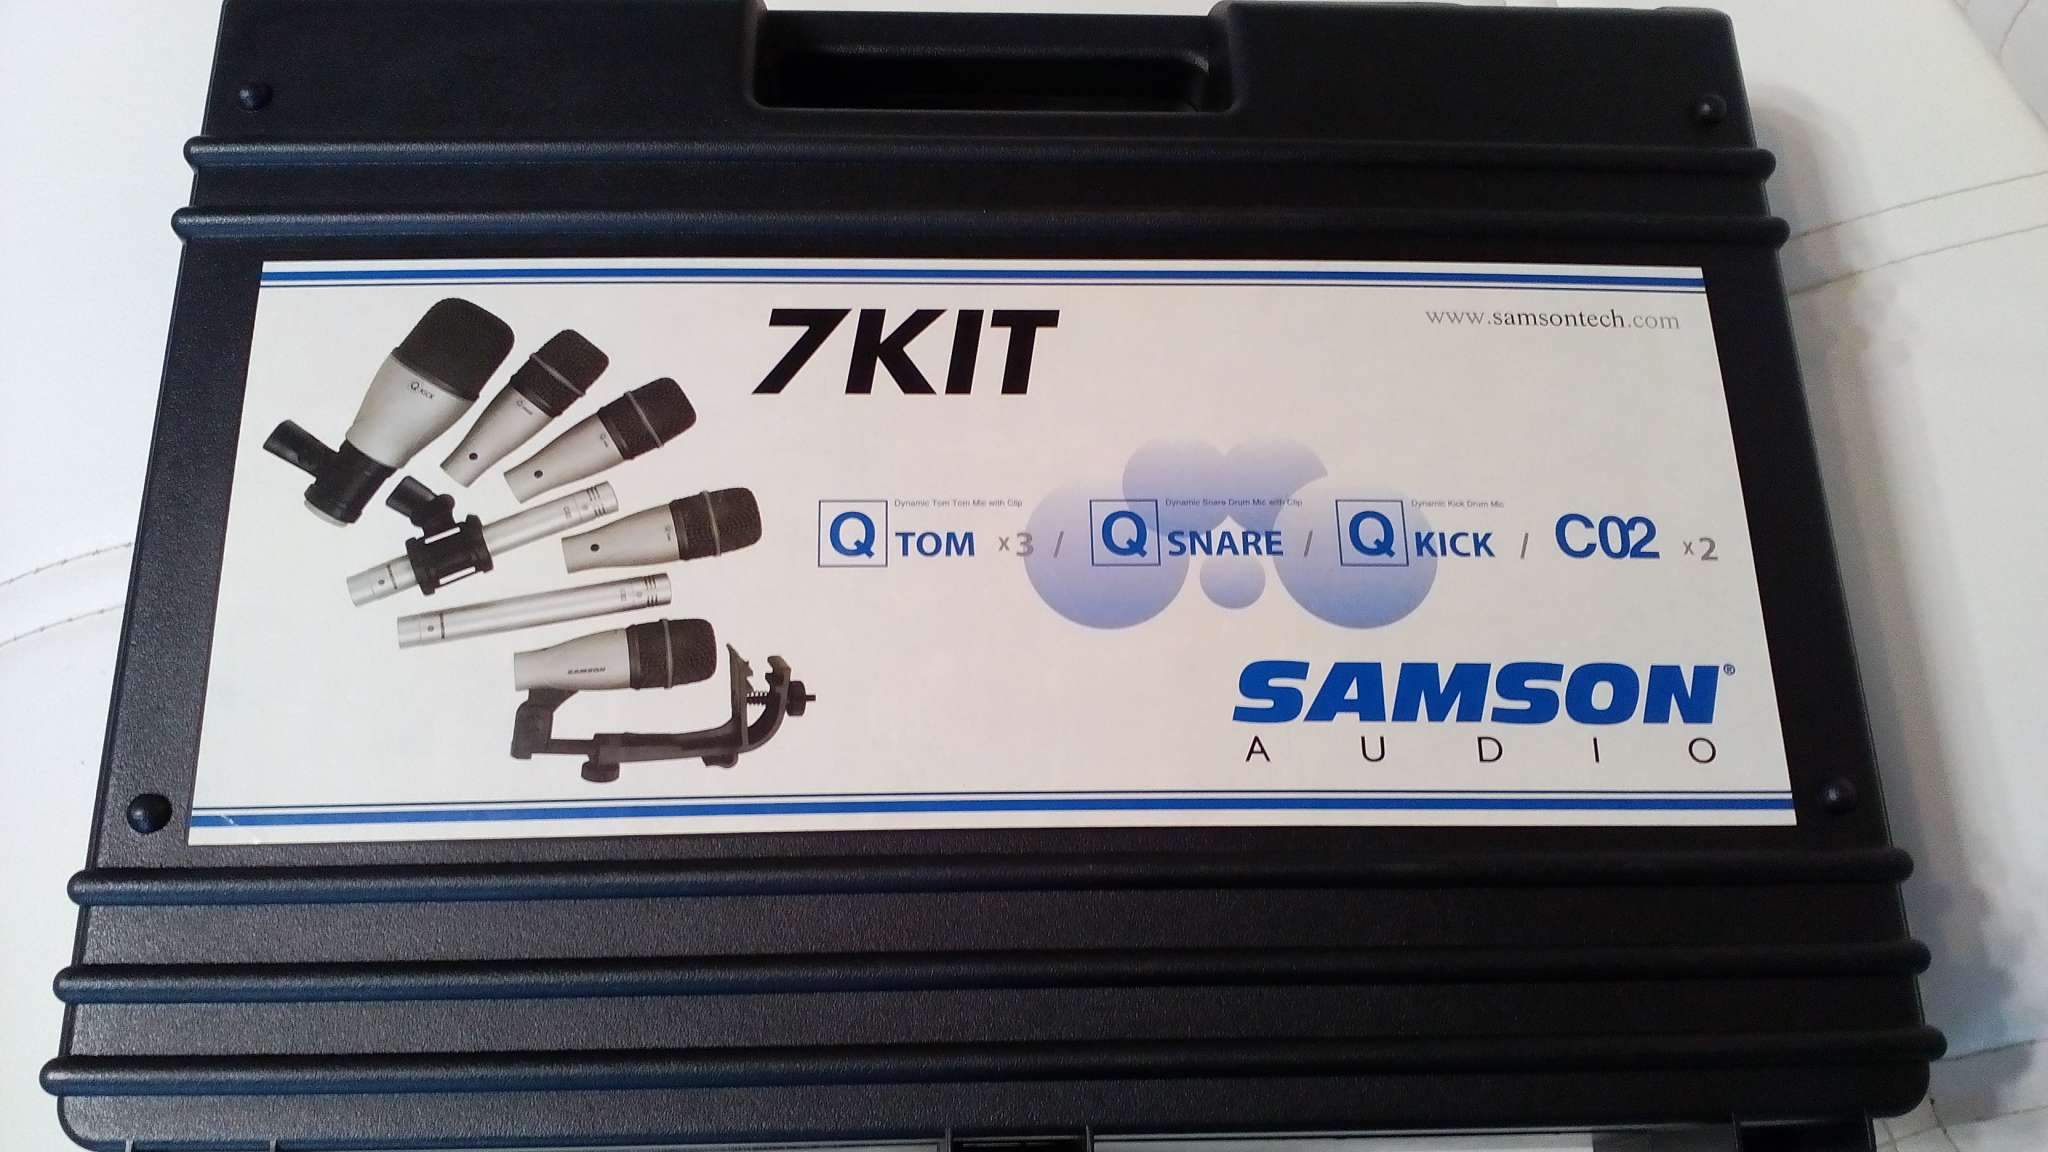 7KIT
www.samsontech.com
Q KICK
Dynamic Tom Tom Mic with Clip
Dynamic Snare Drum Mic with Clip
Dynamic Kick Drum Mic
Q TOM x3 / Q SNARE / Q KICK / C02 x2
SAMSON
SAMSON®
AUDIO